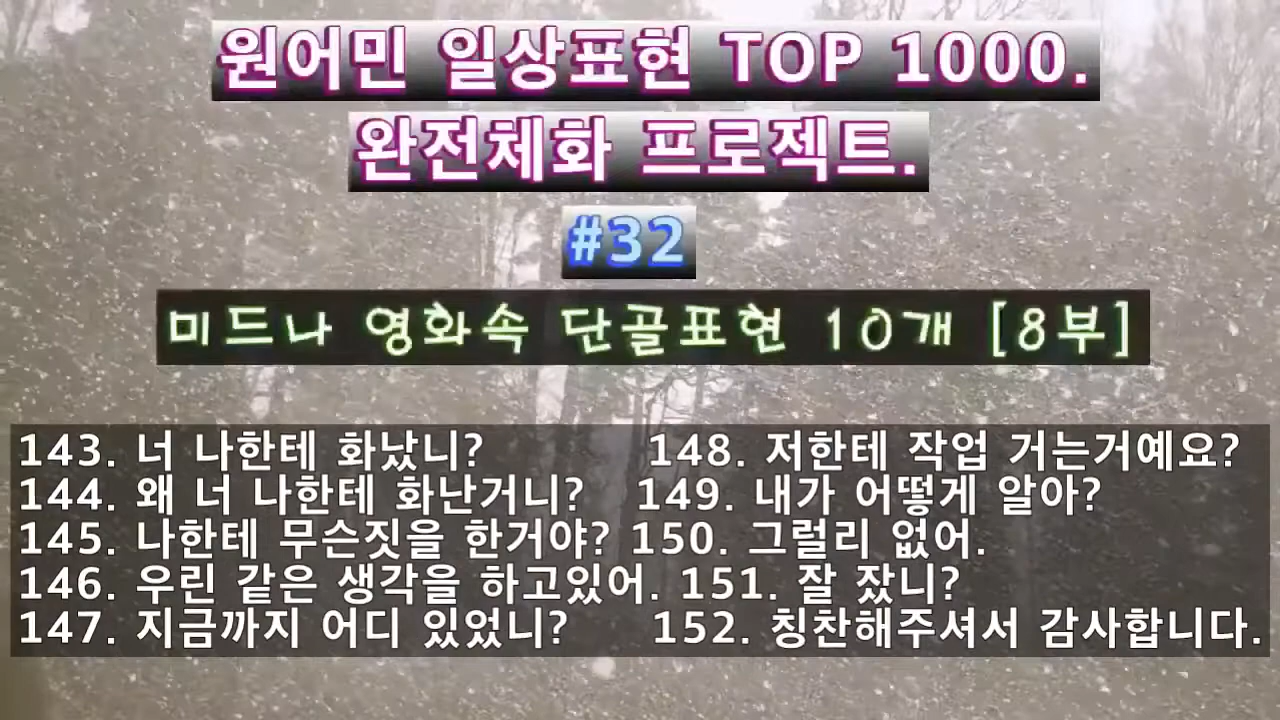 원어민 일상표현 TOP 1000.
완전체화 프로젝트.
#32
미드나 영화속 단골표현 10개 [8부]
143. 너 나한테 화났니?
144. 왜 너 나한테 화난거니?
145. 나한테 무슨짓을 한거야?
146. 우린 같은 생각을 하고있어.
147. 지금까지 어디 있었니?
148. 저한테 작업 거는거예요?
149. 내가 어떻게 알아?
150. 그럴리 없어.
151. 잘 잤니?
152. 칭찬해주셔서 감사합니다.